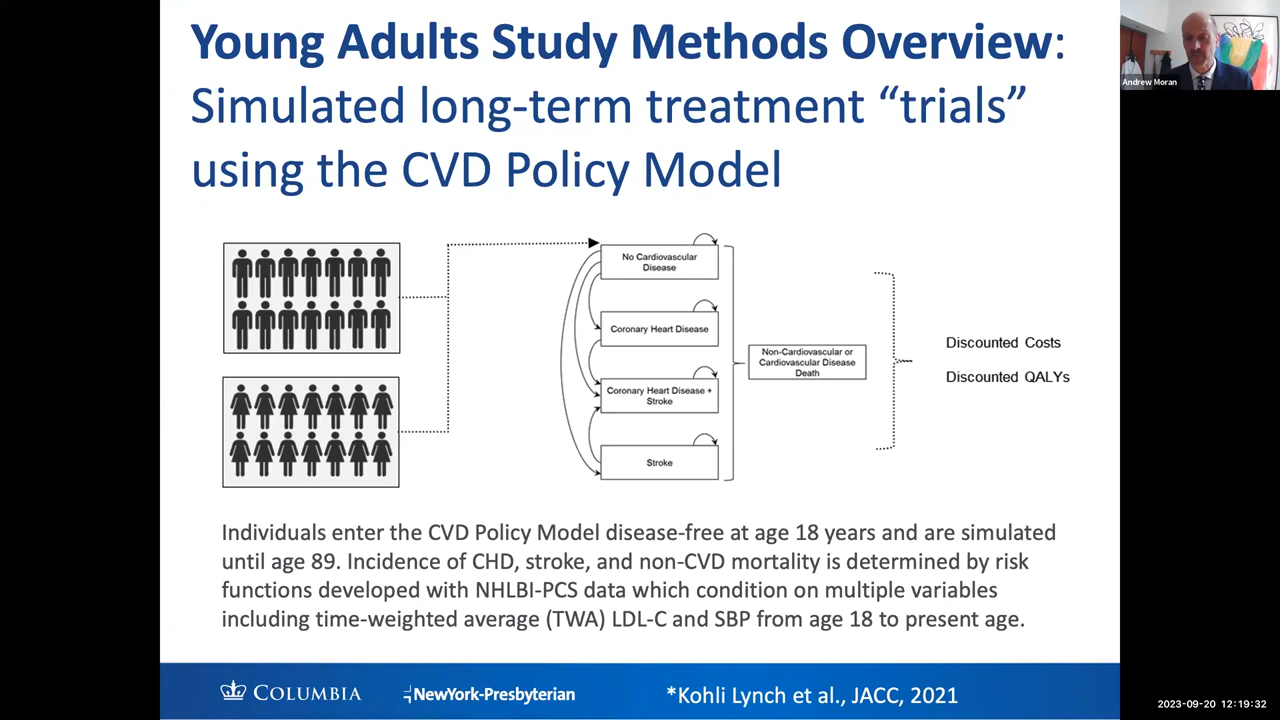 Young Adults Study Methods Overview:
Simulated long-term treatment “trials”
using the CVD Policy Model
Andrew Moran
No Cardiovascular
Disease
Coronary Heart Disease
Coronary Heart Disease +
Stroke
Stroke
Non-Cardiovascular or
Cardiovascular Disease
Death
Discounted Costs
Discounted QALYs
Individuals enter the CVD Policy Model disease-free at age 18 years and are simulated
until age 89. Incidence of CHD, stroke, and non-CVD mortality is determined by risk
functions developed with NHLBI-PCS data which condition on multiple variables
including time-weighted average (TWA) LDL-C and SBP from age 18 to present age.
COLUMBIA
NewYork-Presbyterian
*Kohli Lynch et al., JACC, 2021
2023-09-20 12:19:32